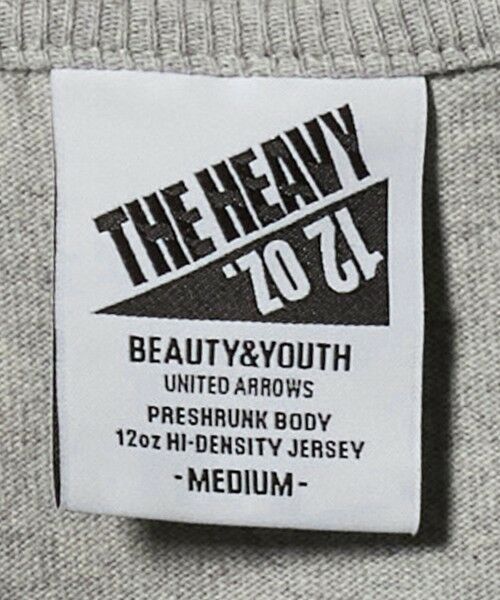 THE HEAVY
12 OZ.
BEAUTY&YOUTH
UNITED ARROWS
PRESHRUNK BODY
12oz HI-DENSITY JERSEY
-MEDIUM-